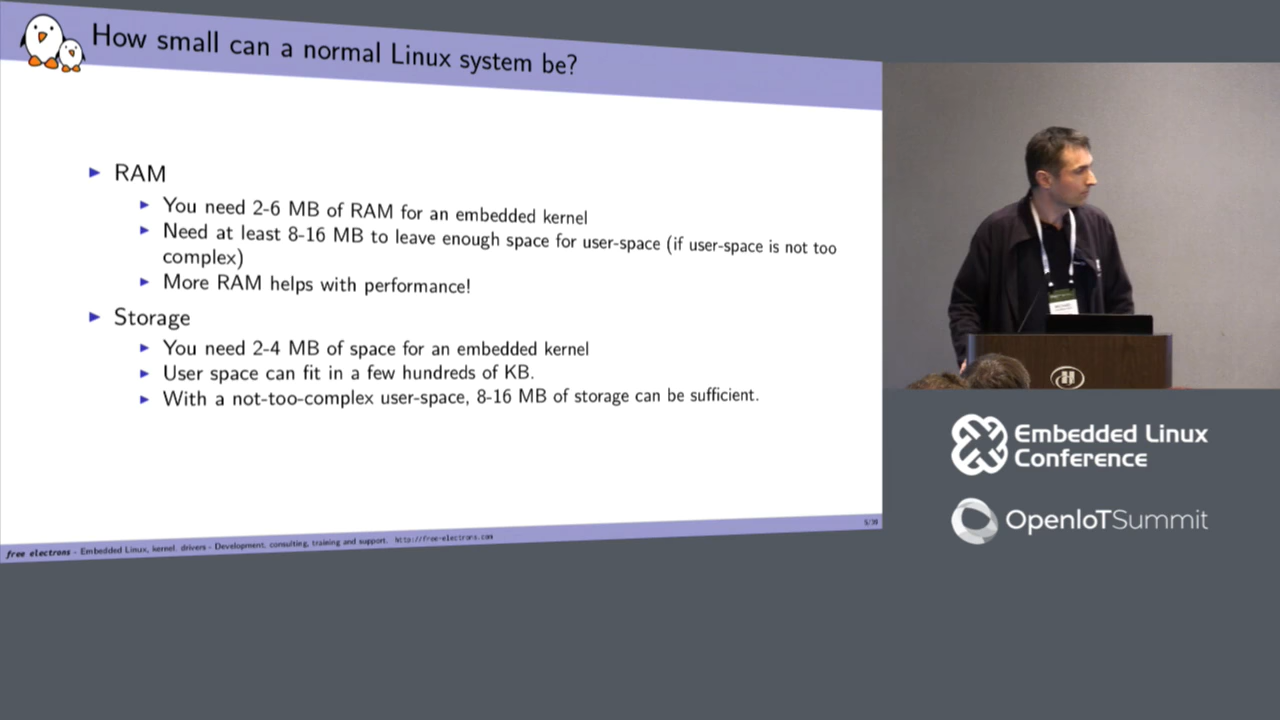 How small can a normal Linux system be?
► RAM
► You need 2-6 MB of RAM for an embedded kernel
► Need at least 8-16 MB to leave enough space for user-space (if user-space is not too
complex)
► More RAM helps with performance!
► Storage
► You need 2-4 MB of space for an embedded kernel
► User space can fit in a few hundreds of KB.
► With a not-too-complex user-space, 8-16 MB of storage can be sufficient.
5/39
free electrons - Embedded Linux, kernel, drivers - Development, consulting, training and support. http://free-electrons.com
H
Embedded Linux
Conference
OpenIoTSummit